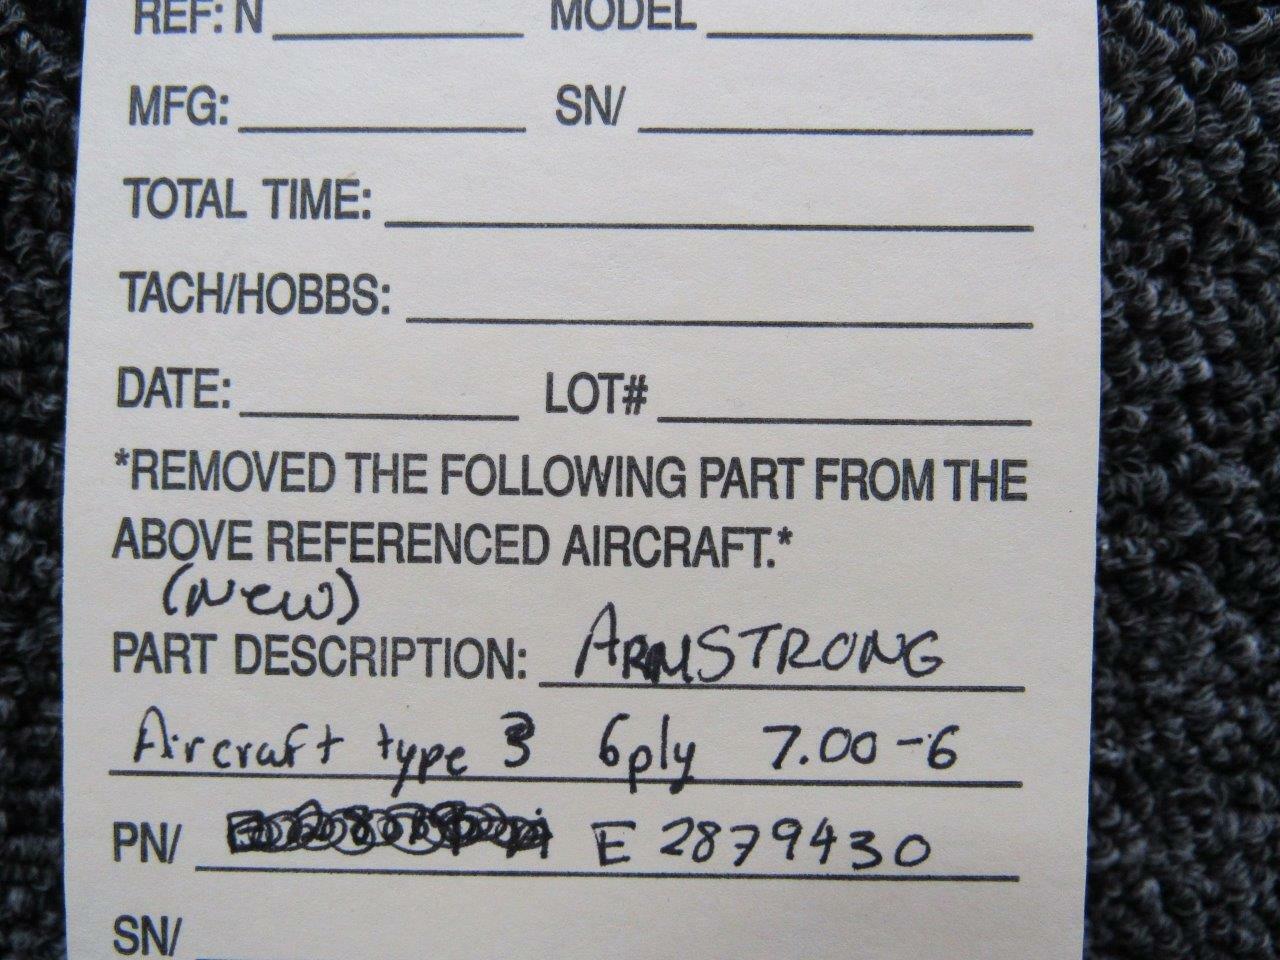 REF: N MODEL
MFG: SN/
TOTAL TIME:
TACH/HOBBS:
DATE: LOT#
*REMOVED THE FOLLOWING PART FROM THE
ABOVE REFERENCED AIRCRAFT.*
(New)
PART DESCRIPTION: ARMSTRONG
Aircraft type 3 6ply 7.00-6
PN/ E2879430
SN/